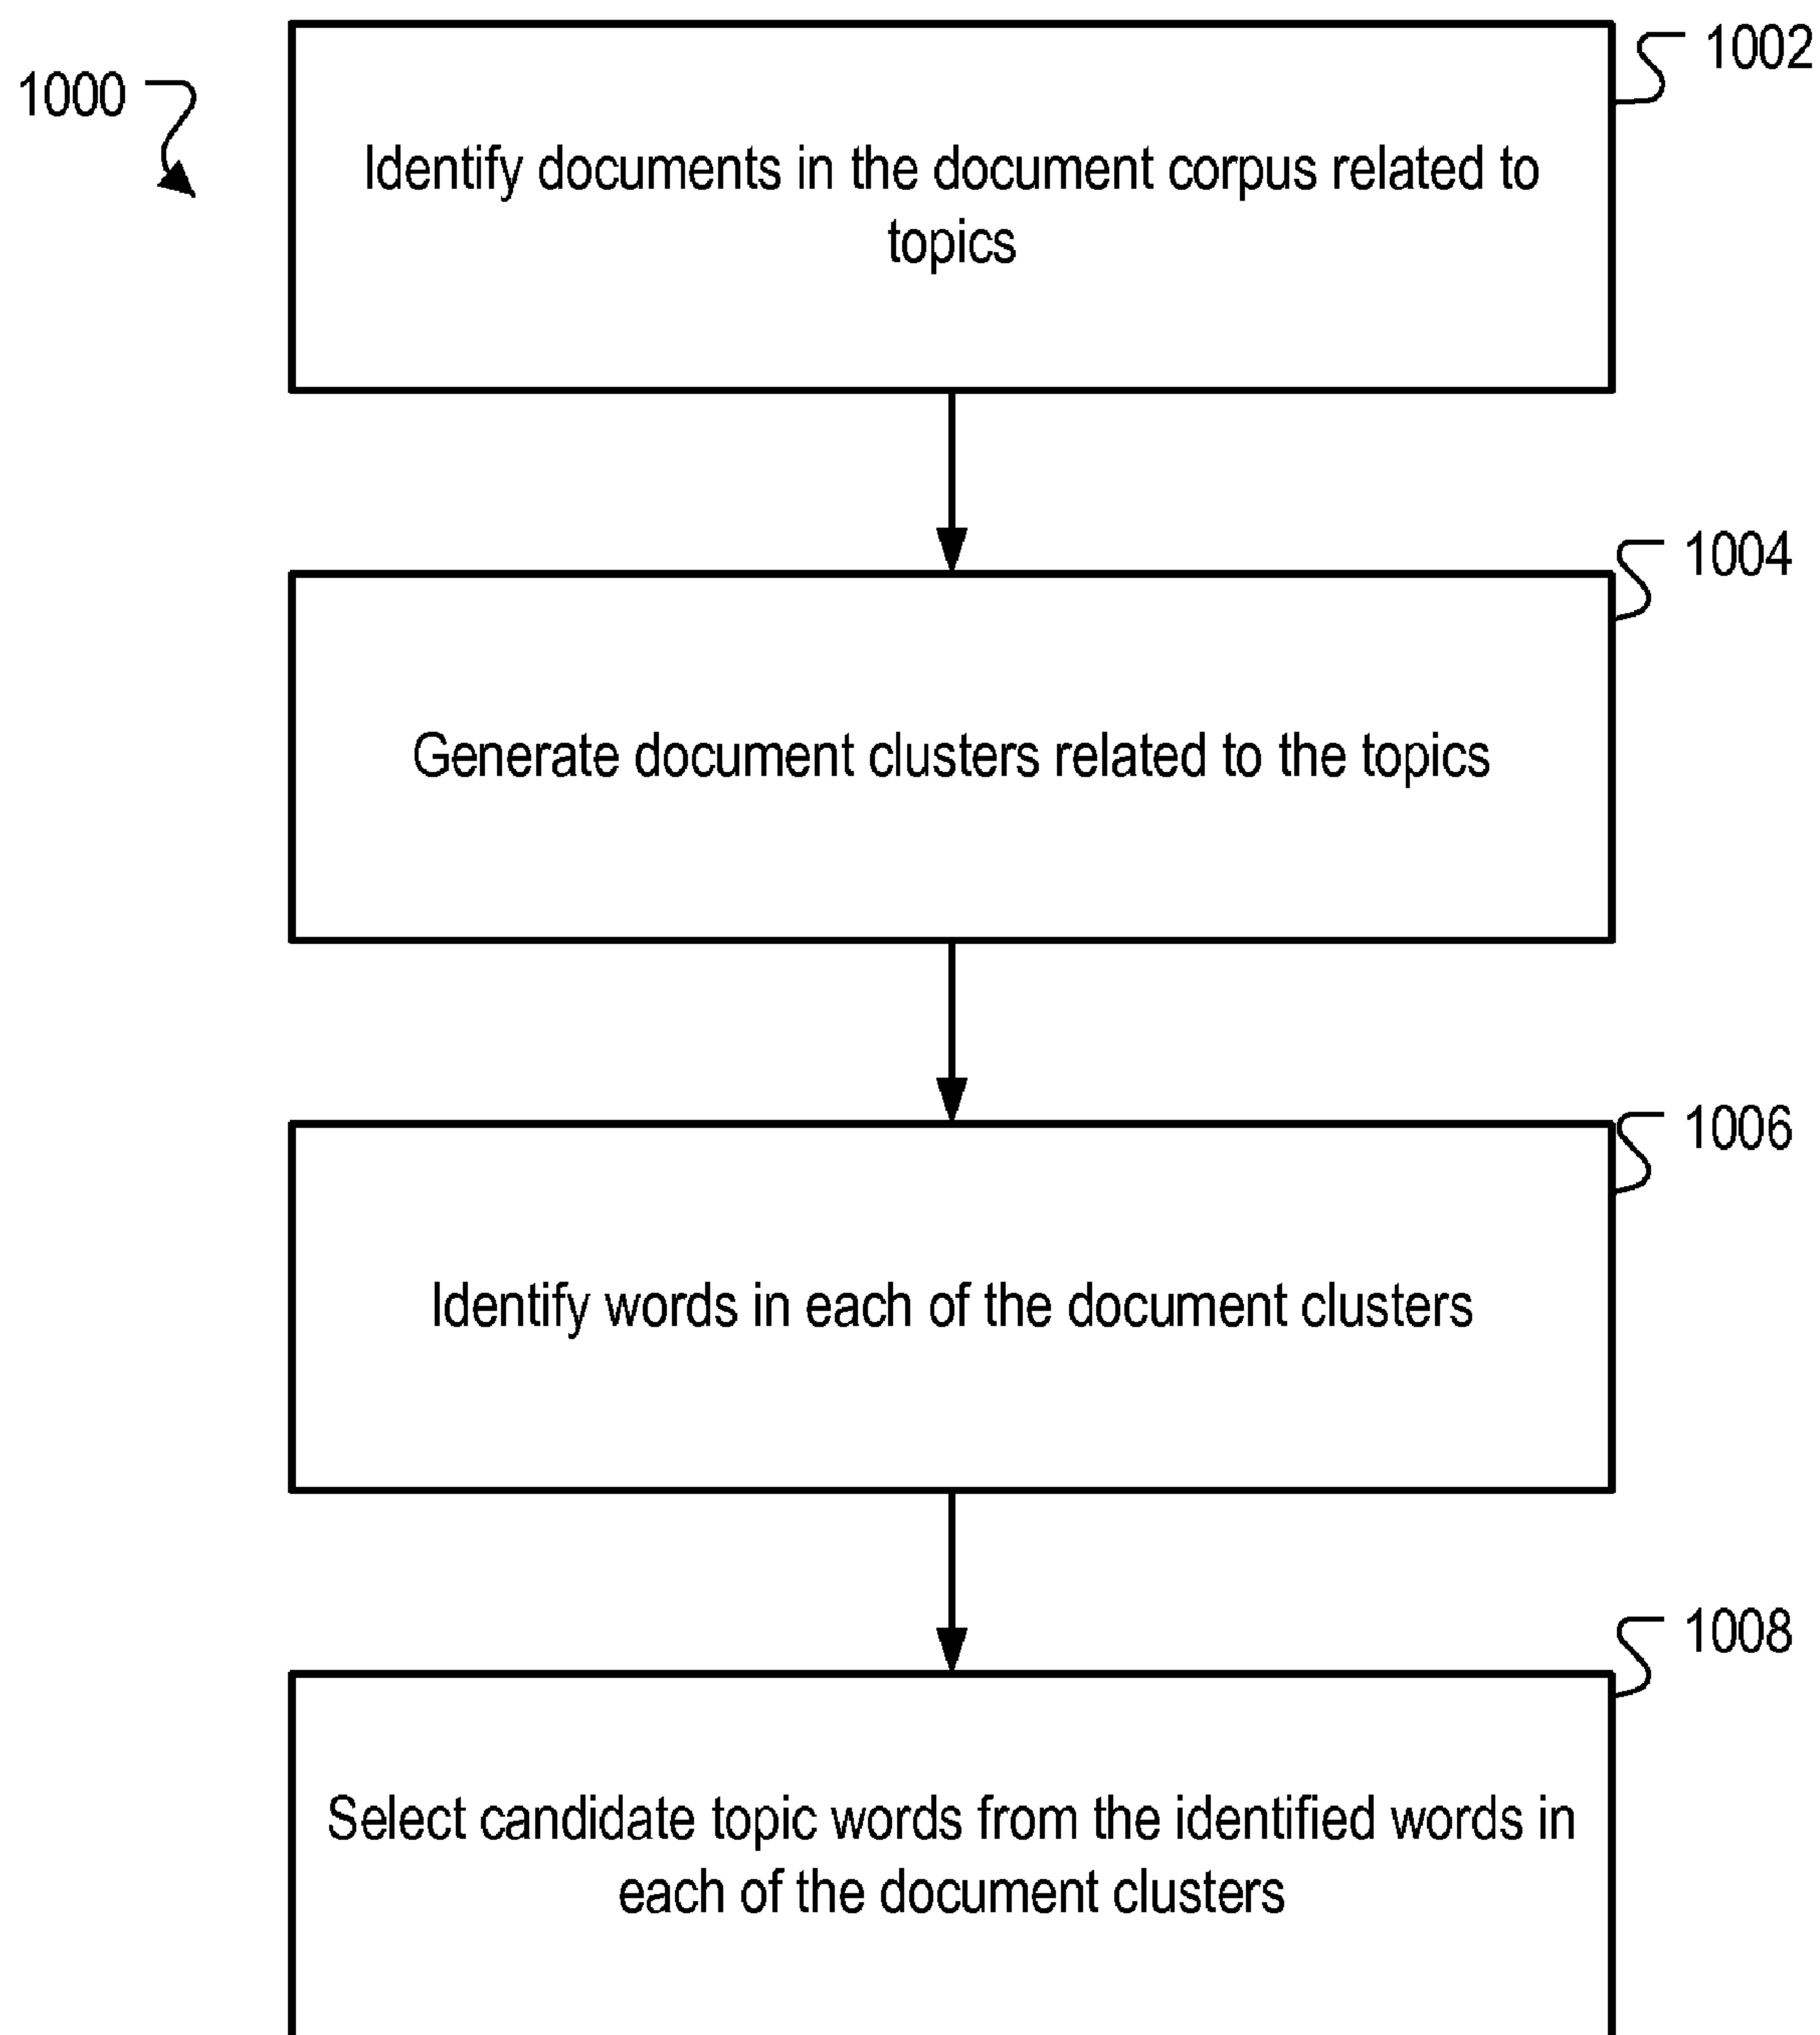 1000
1002
Identify documents in the document corpus related to
topics
1004
Generate document clusters related to the topics
1006
Identify words in each of the document clusters
1008
Select candidate topic words from the identified words in
each of the document clusters